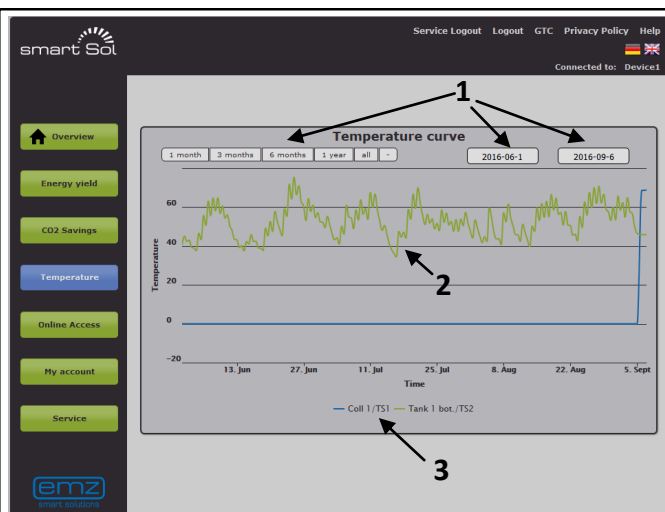 smart Sol
Service Logout Logout GTC Privacy Policy Help
Connected to: Device1
Overview
Energy yield
CO2 Savings
Temperature
Online Access
My account
Service
emz
smart solutions
1
Temperature curve
1 month 3 months 6 months 1 year all -
2016-06-1 2016-09-6
Temperature
60
40
20
0
-20
2
13. Jun 27. Jun 11. Jul 25. Jul 8. Aug 22. Aug 5. Sept
Time
Coll 1/TS1 Tank 1 bot./TS2
3